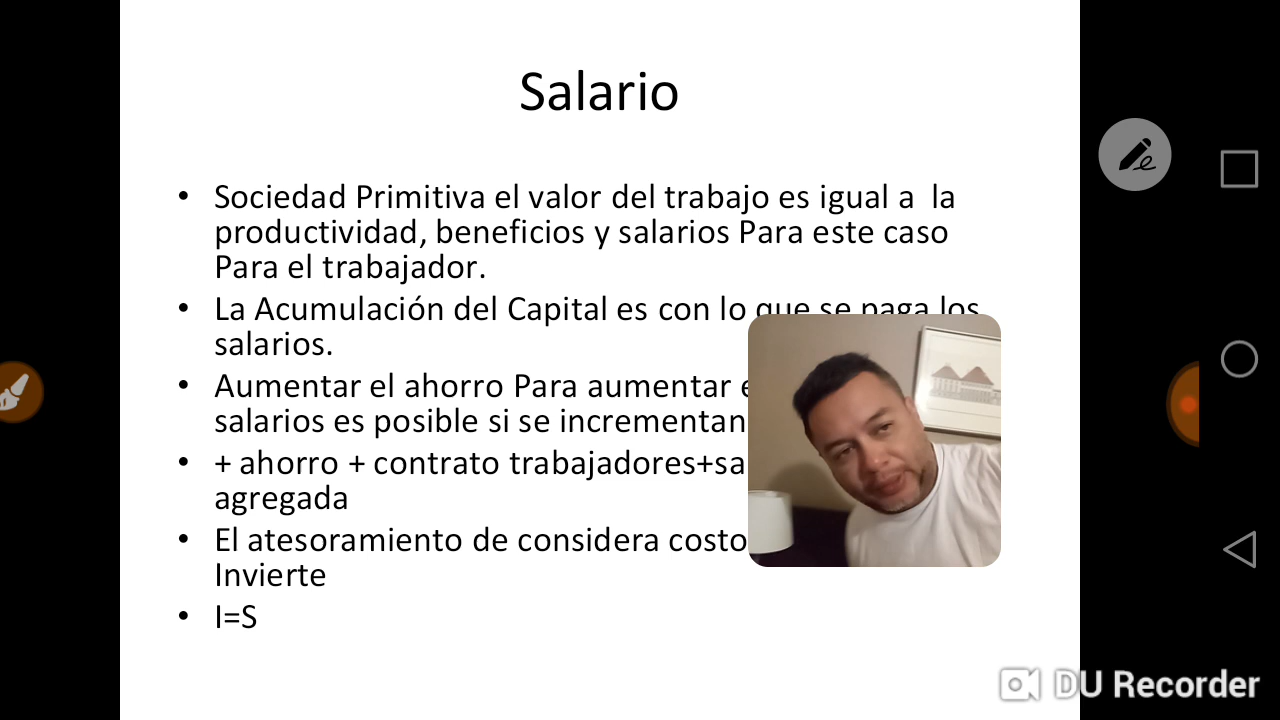 Salario
• Sociedad Primitiva el valor del trabajo es igual a  la
productividad, beneficios y salarios Para este caso
Para el trabajador.
• La Acumulación del Capital es con lo que se paga los
salarios.
• Aumentar el ahorro Para aumentar
salarios es posible si se incrementan
• + ahorro + contrato trabajadores+
agregada
• El atesoramiento de considera costo
Invierte
• I=S
DU Recorder